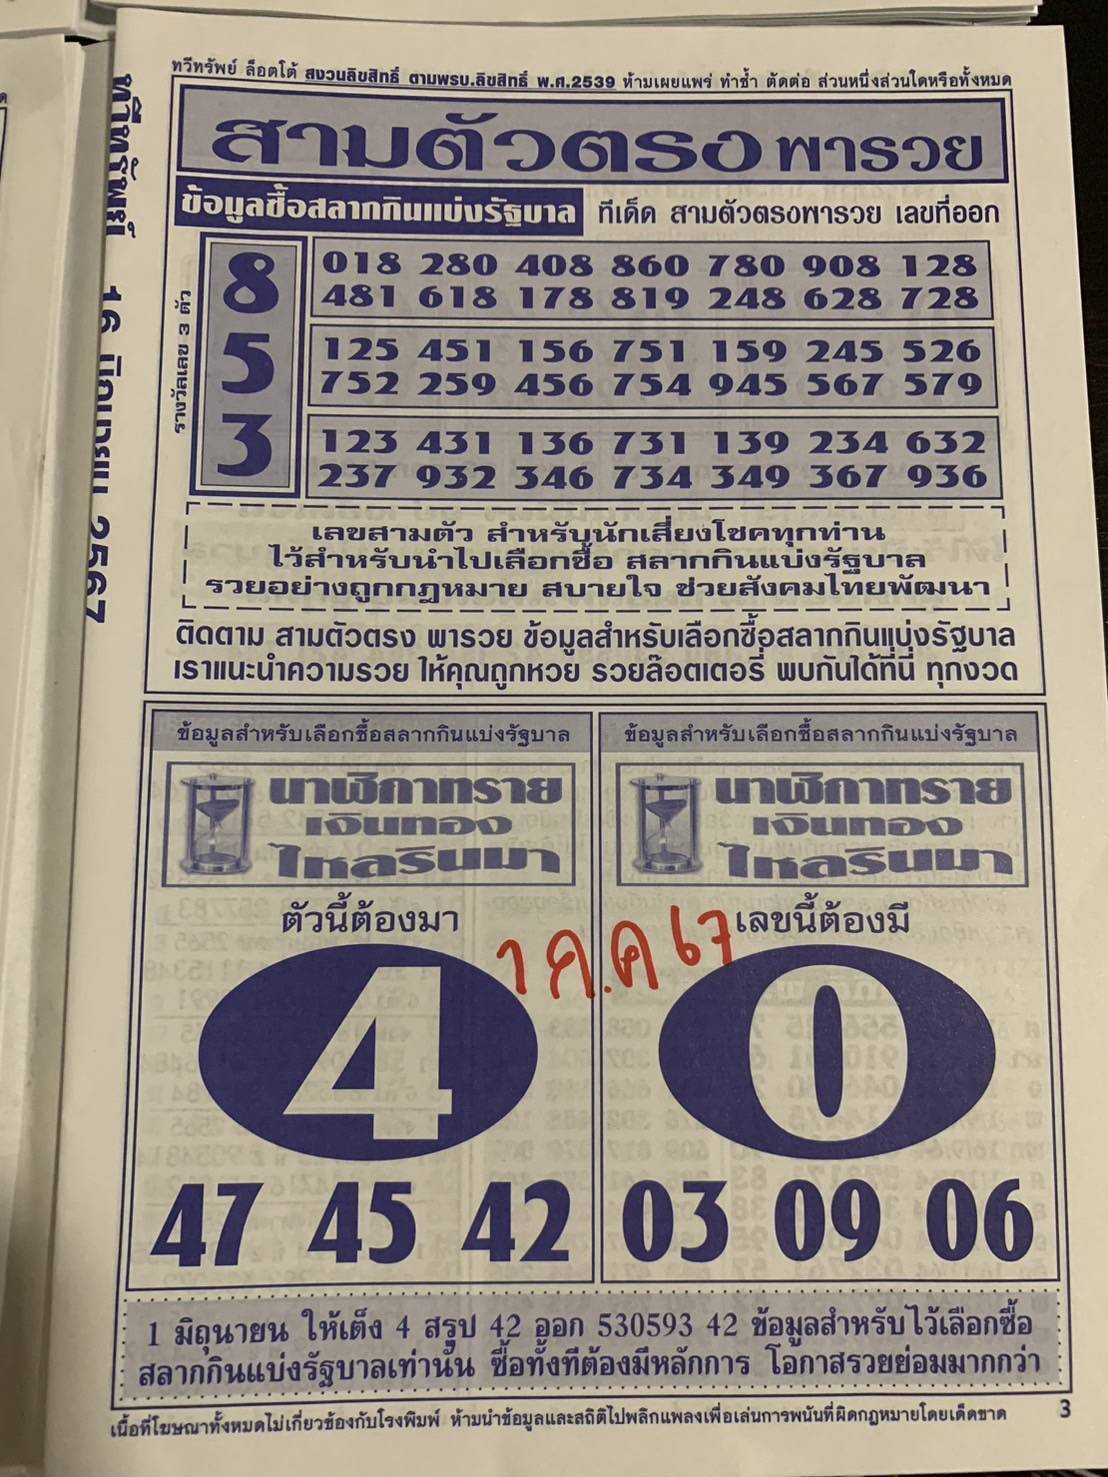 ทวีทรัพย์ ล็อตโต้ สงวนลิขสิทธิ์ ตามพรบ.ลิขสิทธิ์ พ.ศ.2539 ห้ามเผยแพร่ ทำซ้ำ ตัดต่อ ส่วนหนึ่งส่วนใดหรือทั้งหมด
ทวีทรัพย์ 16 มิถุนายน 2567
สามตัวตรง พารวย
ข้อมูลซื้อสลากกินแบ่งรัฐบาล ทีเด็ด สามตัวตรงพารวย เลขที่ออก
รางวัลเลข 3 ตัว
8
018 280 408 860 780 908 128
481 618 178 819 248 628 728
5
125 451 156 751 159 245 526
752 259 456 754 945 567 579
3
123 431 136 731 139 234 632
237 932 346 734 349 367 936
เลขสามตัว สำหรับนักเสี่ยงโชคทุกท่าน
ไว้สำหรับนำไปเลือกซื้อ สลากกินแบ่งรัฐบาล
รวยอย่างถูกกฎหมาย สบายใจ ช่วยสังคมไทยพัฒนา
ติดตาม สามตัวตรง พารวย ข้อมูลสำหรับเลือกซื้อสลากกินแบ่งรัฐบาล
เราแนะนำความรวย ให้คุณถูกหวย รวยล๊อตเตอรี่ พบกันได้ที่นี่ ทุกงวด
ข้อมูลสำหรับเลือกซื้อสลากกินแบ่งรัฐบาล
นาฬิกาทราย
เงินทอง
ไหลรินมา
ตัวนี้ต้องมา
4
47 45 42
ข้อมูลสำหรับเลือกซื้อสลากกินแบ่งรัฐบาล
นาฬิกาทราย
เงินทอง
ไหลรินมา
เลขนี้ต้องมี
0
03 09 06
1 ก.ค 67
1 มิถุนายน ให้เต็ง 4 สรุป 42 ออก 530593 42 ข้อมูลสำหรับไว้เลือกซื้อ
สลากกินแบ่งรัฐบาลเท่านั้น ซื้อทั้งทีต้องมีหลักการ โอกาสรวยย่อมมากกว่า
เนื้อที่โฆษณาทั้งหมดไม่เกี่ยวข้องกับโรงพิมพ์ ห้ามนำข้อมูลและสถิติไปพลิกแพลงเพื่อเล่นการพนันที่ผิดกฎหมายโดยเด็ดขาด 3